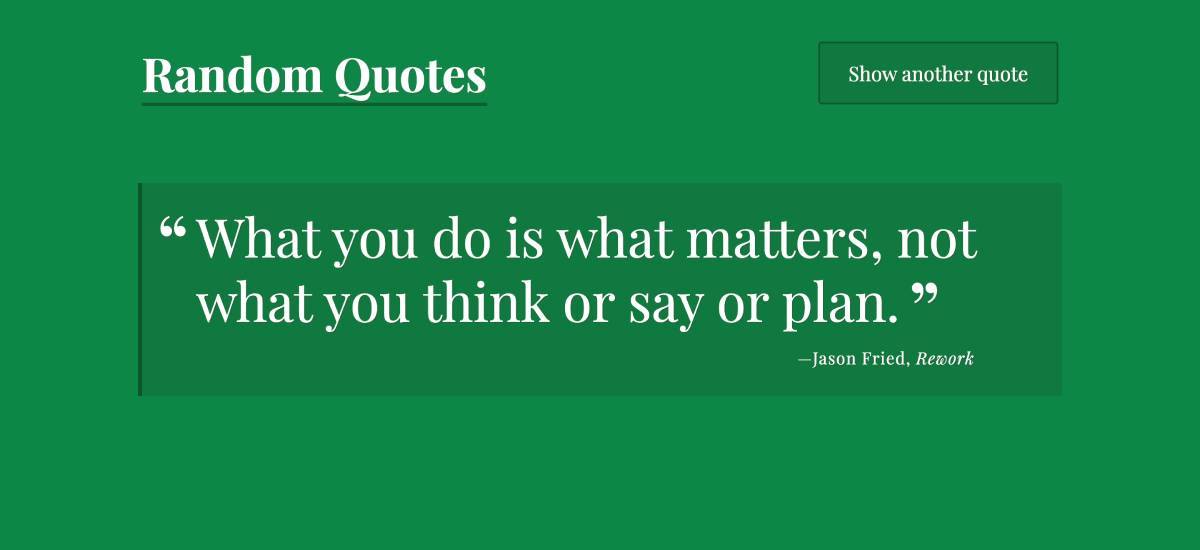 Random Quotes
Show another quote
“ What you do is what matters, not
what you think or say or plan. ”
—Jason Fried, Rework